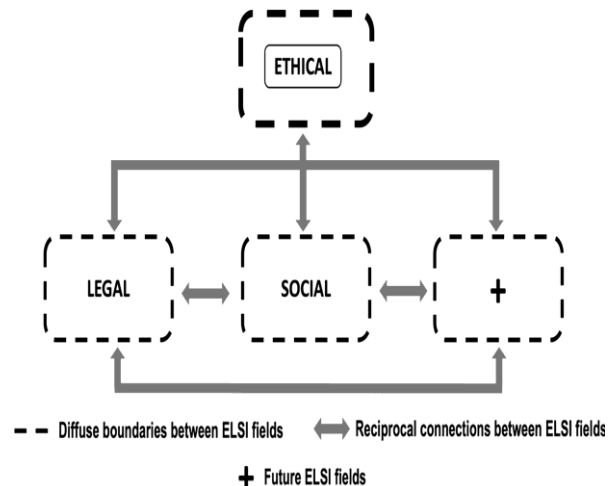 ETHICAL
LEGAL
SOCIAL
+
Diffuse boundaries between ELSI fields
Reciprocal connections between ELSI fields
+ Future ELSI fields